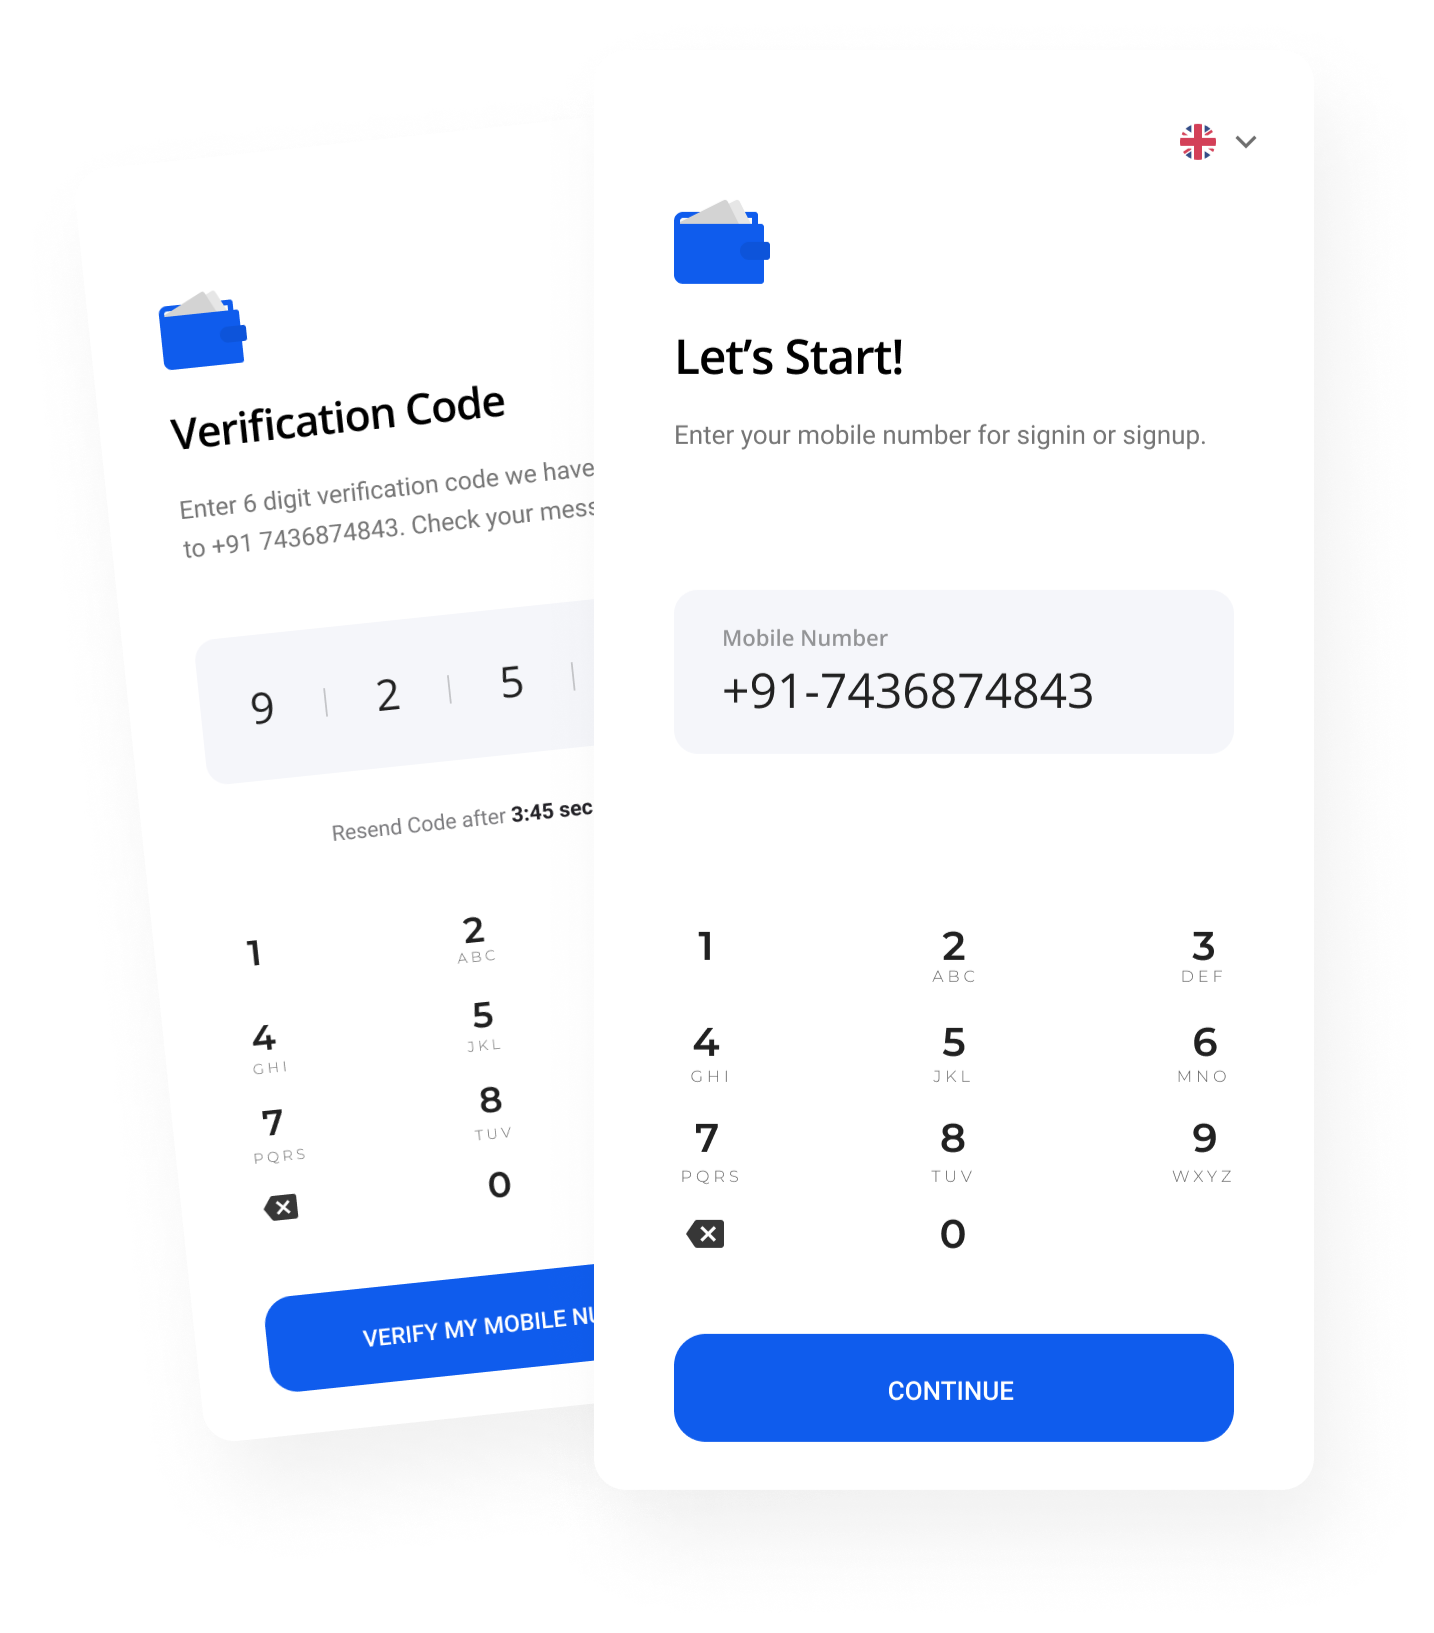 Verification Code
Enter 6 digit verification code we have
to +91 7436874843. Check your
9 2 5
Resend Code after 3:45 sec
1
2
ABC
4
GHI
5
JKL
7
PQRS
8
TUV
0
VERIFY MY MOBILE
Let’s Start!
Enter your mobile number for signin or signup.
Mobile Number
+91-7436874843
1
2
3
ABC
DEF
4
5
6
GHI
JKL
MNO
7
8
9
PQRS
TUV
WXYZ
0
CONTINUE